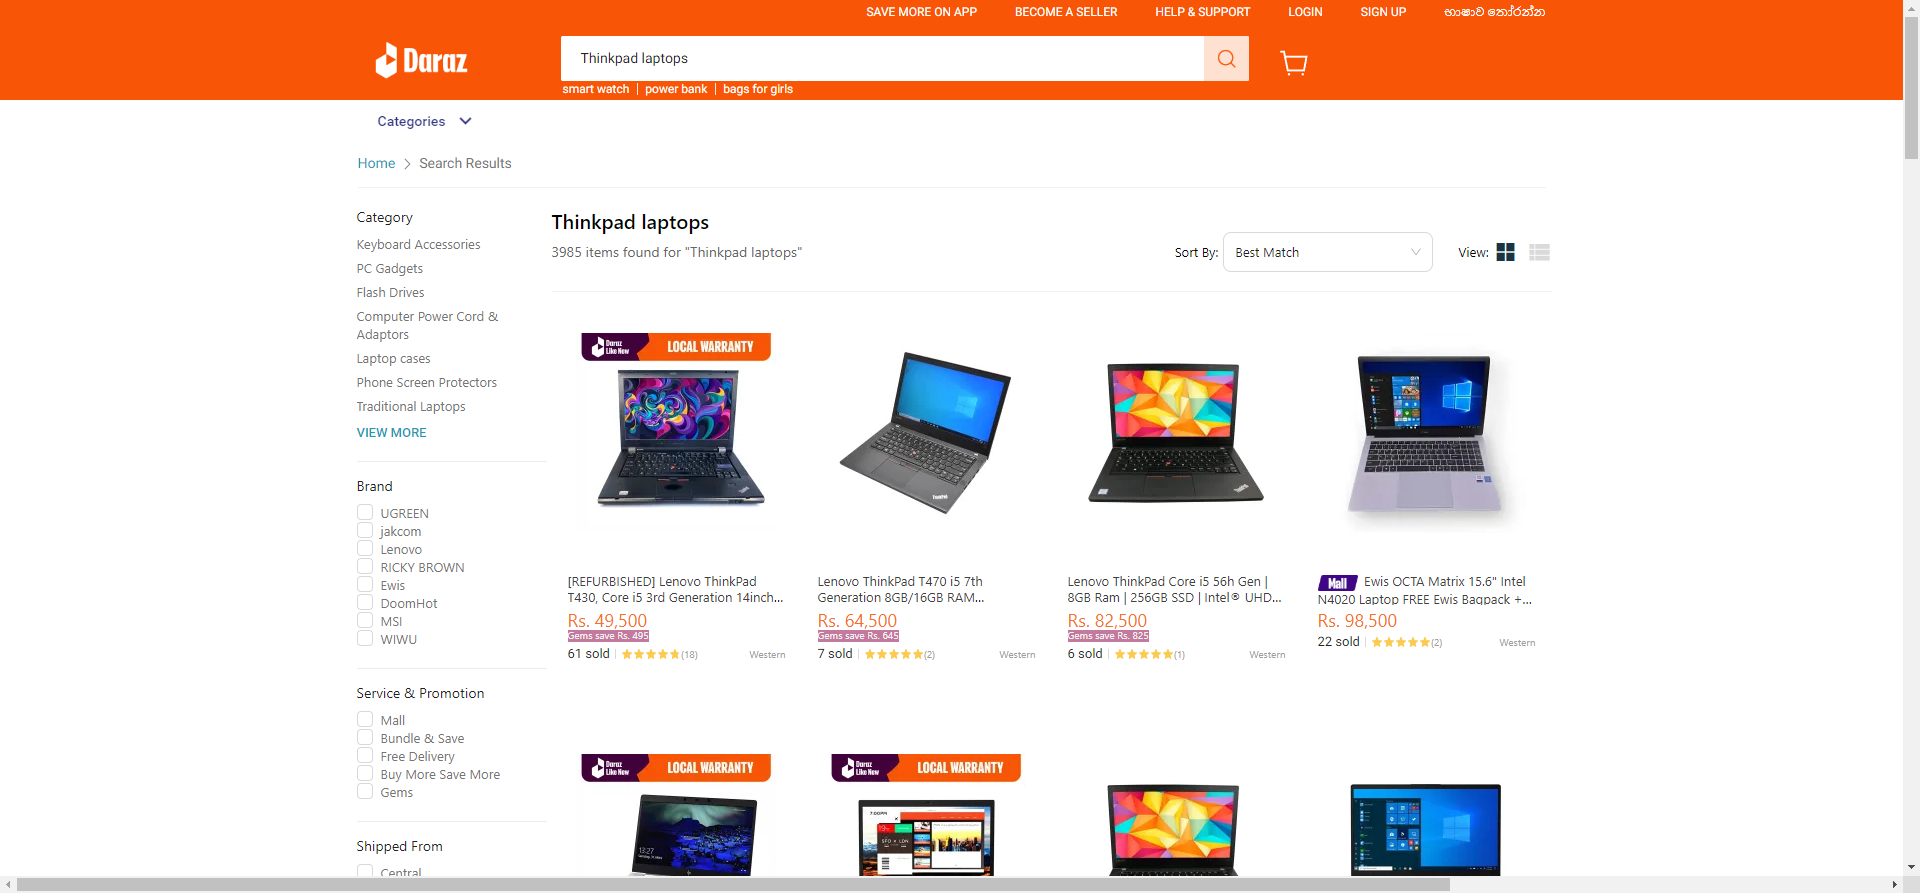 SAVE MORE ON APP BECOME A SELLER HELP & SUPPORT LOGIN SIGN UP භාෂාව තෝරන්න
Daraz
Thinkpad laptops
smart watch | power bank | bags for girls
Categories
Home > Search Results
Category
Keyboard Accessories
PC Gadgets
Flash Drives
Computer Power Cord &
Adaptors
Laptop cases
Phone Screen Protectors
Traditional Laptops
VIEW MORE
Brand
UGREEN
jakcom
Lenovo
RICKY BROWN
Ewis
DoomHot
MSI
WIWU
Service & Promotion
Mall
Bundle & Save
Free Delivery
Buy More Save More
Gems
Shipped From
Central
Thinkpad laptops
3985 items found for "Thinkpad laptops"
Sort By: Best Match View:
Daraz
Like New
LOCAL WARRANTY
[REFURBISHED] Lenovo ThinkPad
T430, Core i5 3rd Generation 14inch...
Rs. 49,500
Gems save Rs. 495
61 sold (18) Western
Lenovo ThinkPad T470 i5 7th
Generation 8GB/16GB RAM...
Rs. 64,500
Gems save Rs. 645
7 sold (2) Western
Lenovo ThinkPad Core i5 56h Gen |
8GB Ram | 256GB SSD | Intel® UHD...
Rs. 82,500
Gems save Rs. 825
6 sold (1) Western
Mall Ewis OCTA Matrix 15.6" Intel
N4020 Laptop FREE Ewis Bagpack +...
Rs. 98,500
22 sold (2) Western
Daraz
Like New
LOCAL WARRANTY
13:27
Daraz
Like New
LOCAL WARRANTY
SFO LDN